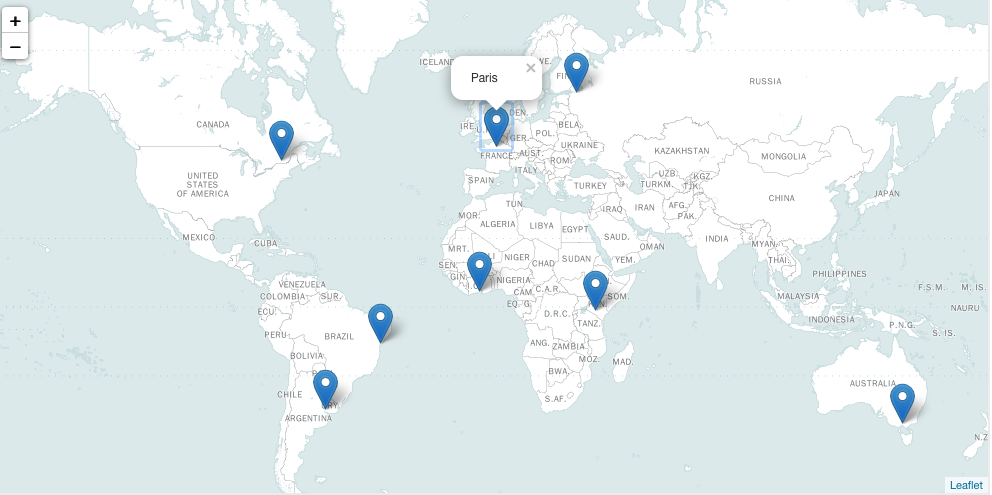 +
−
ICELAND
WE.
Paris
×
FIN
RUSSIA
CANADA
DEN.
IRE.
BELA.
GER.
POL.
UKRAINE
FRANCE
AUST.
ROM.
KAZAKHSTAN
MONGOLIA
UNITED
STATES
OF AMERICA
SPAIN
ITALY
TURKEY
UZB.
KGZ.
TURKM.
TJK.
CHINA
JAPAN
TUN.
IRAQ
IRAN
AFG.
PAK.
MOR.
ALGERIA
LIBYA
EGYPT
MEXICO
CUBA
SAUD.
OMAN
INDIA
MYAN.
MRT.
LI
NIGER
CHAD
SUDAN
YEM.
THAI.
SEN.
GIN.
NIGERIA
PHILIPPINES
VENEZUELA
COLOMBIA
SUR.
CAM.
C.A.R.
EQ. G.
SOM.
MALAYSIA
F.S.M.
M. IS.
NAURU
ECU.
PERU
BRAZIL
D.R.C.
TANZ.
INDONESIA
P.N.G.
S. IS.
BOLIVIA
ANG.
ZAMBIA
MOZ.
MAD.
BWA.
CHILE
S.AF.
AUSTRALIA
ARGENTINA
N.Z
Leaflet